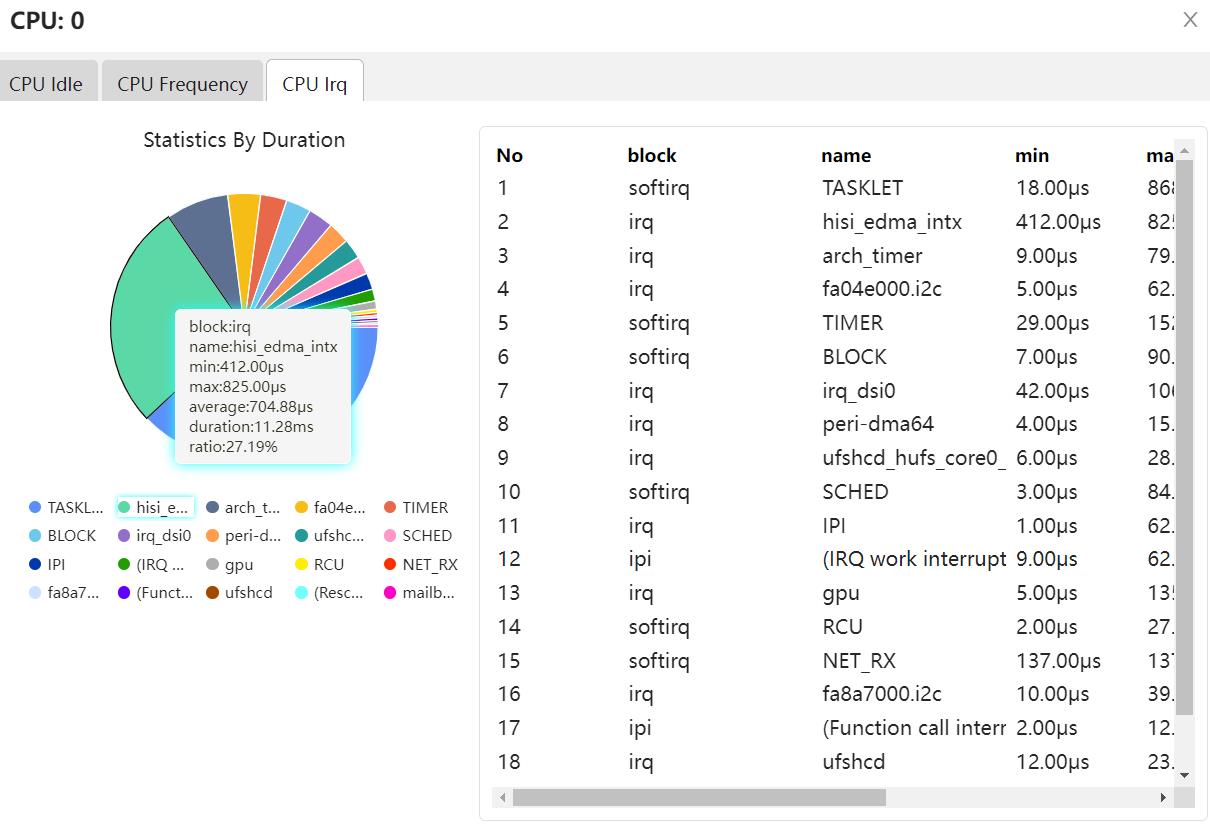 CPU: 0
CPU Idle CPU Frequency CPU Irq
Statistics By Duration
block:irq
name:hisi_edma_intx
min:412.00μs
max:825.00μs
average:704.88μs
duration:11.28ms
ratio:27.19%
TASKL... hisi_e... arch_t... fa04e... TIMER
BLOCK irq_dsi0 peri-d... ufshc... SCHED
IPI (IRQ ... gpu RCU NET_RX
fa8a7... (Funct... ufshcd (Resc... mailb...
No block name min ma
1 softirq TASKLET 18.00μs 86
2 irq hisi_edma_intx 412.00μs 82
3 irq arch_timer 9.00μs 79.
4 irq fa04e000.i2c 5.00μs 62.
5 softirq TIMER 29.00μs 15
6 softirq BLOCK 7.00μs 90.
7 irq irq_dsi0 42.00μs 10
8 irq peri-dma64 4.00μs 15.
9 irq ufshcd_hufs_core0_ 6.00μs 28.
10 softirq SCHED 3.00μs 84.
11 irq IPI 1.00μs 62.
12 ipi (IRQ work interrupt 9.00μs 62.
13 irq gpu 5.00μs 13
14 softirq RCU 2.00μs 27.
15 softirq NET_RX 137.00μs 13
16 irq fa8a7000.i2c 10.00μs 39.
17 ipi (Function call interr 2.00μs 12.
18 irq ufshcd 12.00μs 23.